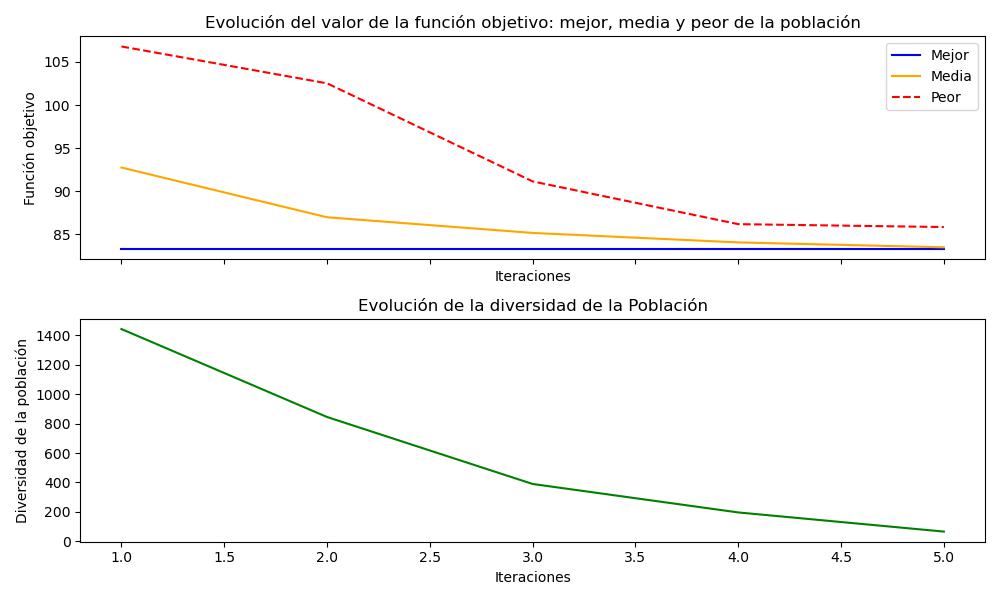 Evolución del valor de la función objetivo: mejor, media y peor de la población
Función objetivo
105
100
95
90
85
Mejor
Media
Peor
Iteraciones
Evolución de la diversidad de la Población
Diversidad de la población
1400
1200
1000
800
600
400
200
0
1.0 1.5 2.0 2.5 3.0 3.5 4.0 4.5 5.0
Iteraciones